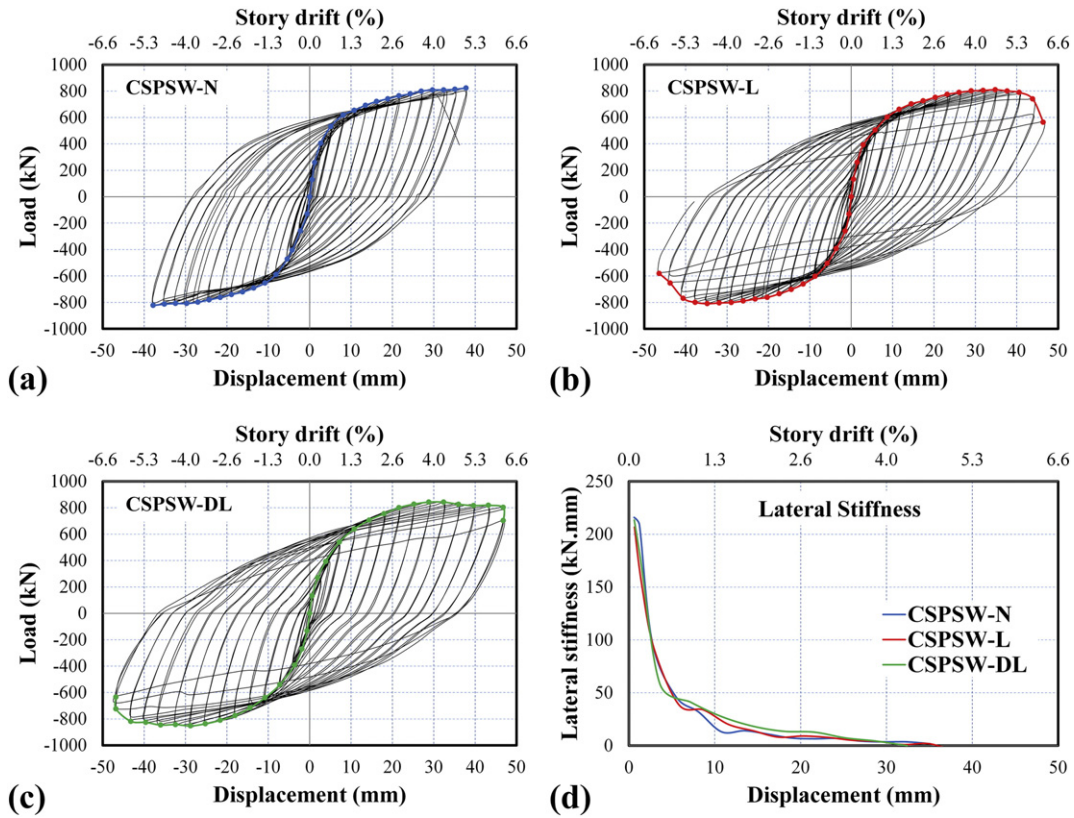 Story drift (%)
-6.6 -5.3 -4.0 -2.6 -1.3 0.0 1.3 2.6 4.0 5.3 6.6
1000
800
600
400
200
0
-200
-400
-600
-800
-1000
Load (kN)
CSPSW-N
-50 -40 -30 -20 -10 0 10 20 30 40 50
Displacement (mm)
(a)
Story drift (%)
-6.6 -5.3 -4.0 -2.6 -1.3 0.0 1.3 2.6 4.0 5.3 6.6
1000
800
600
400
200
0
-200
-400
-600
-800
-1000
Load (kN)
CSPSW-L
-50 -40 -30 -20 -10 0 10 20 30 40 50
Displacement (mm)
(b)
Story drift (%)
-6.6 -5.3 -4.0 -2.6 -1.3 0.0 1.3 2.6 4.0 5.3 6.6
1000
800
600
400
200
0
-200
-400
-600
-800
-1000
Load (kN)
CSPSW-DL
-50 -40 -30 -20 -10 0 10 20 30 40 50
Displacement (mm)
(c)
Story drift (%)
0.0 1.3 2.6 4.0 5.3 6.6
250
200
150
100
50
0
Lateral stiffness (kN.mm)
Lateral Stiffness
CSPSW-N
CSPSW-L
CSPSW-DL
0 10 20 30 40 50
Displacement (mm)
(d)